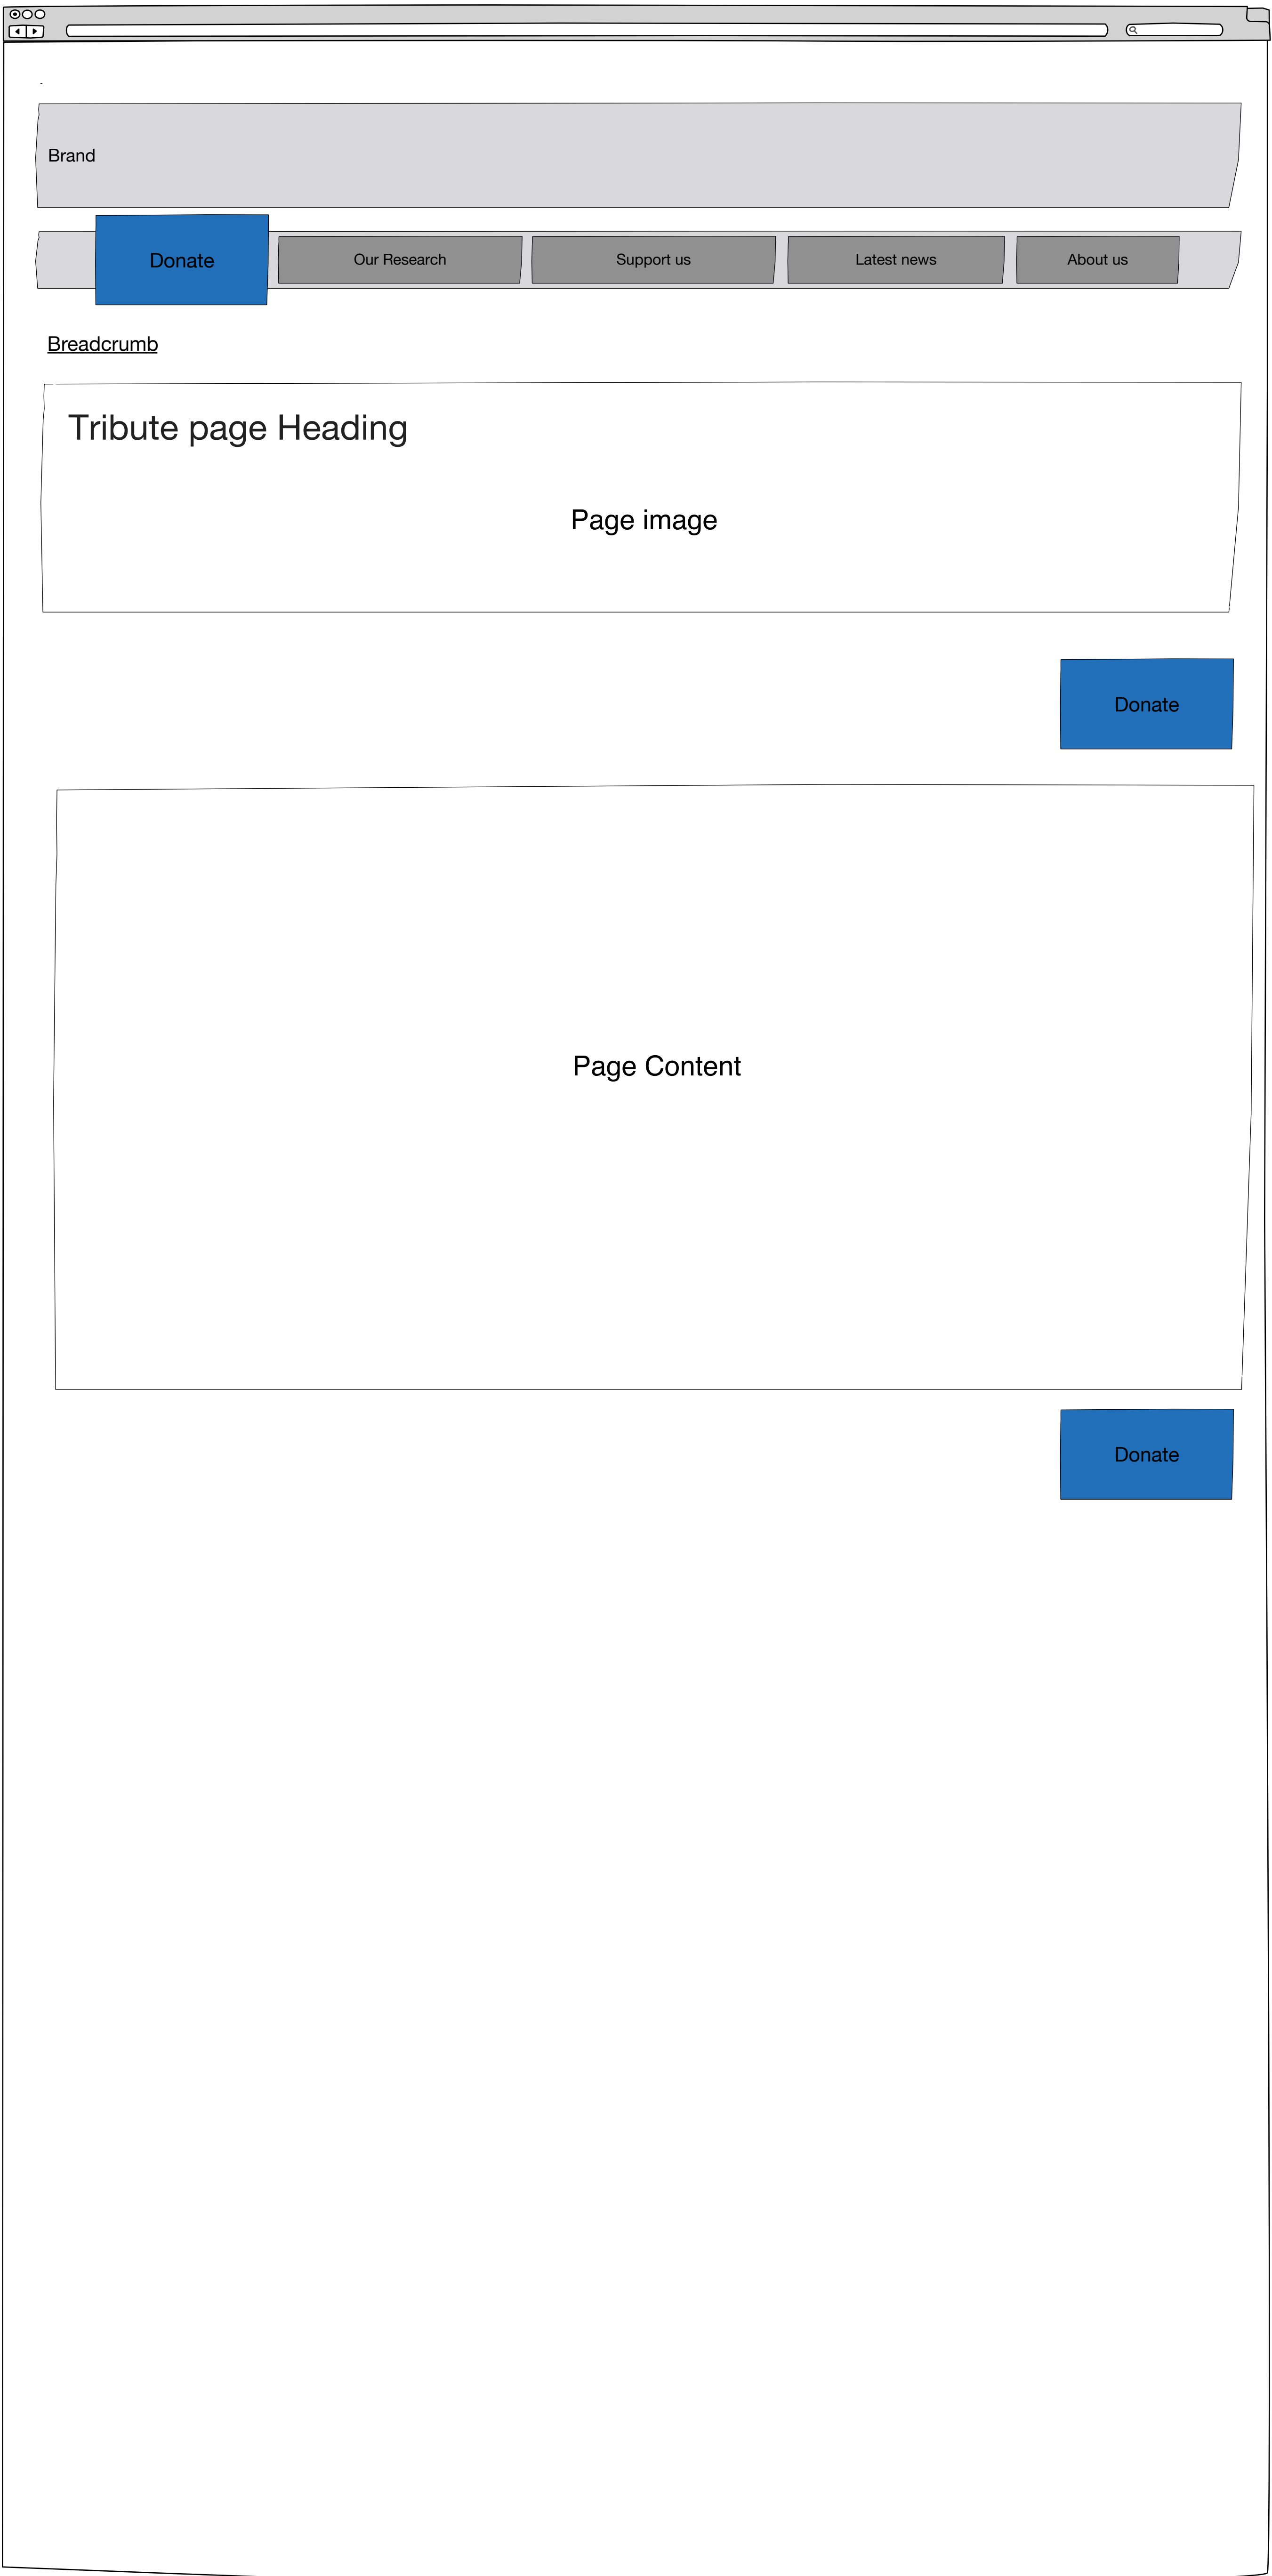 Brand
Donate
Our Research
Support us
Latest news
About us
Breadcrumb
Tribute page Heading
Page image
Donate
Page Content
Donate